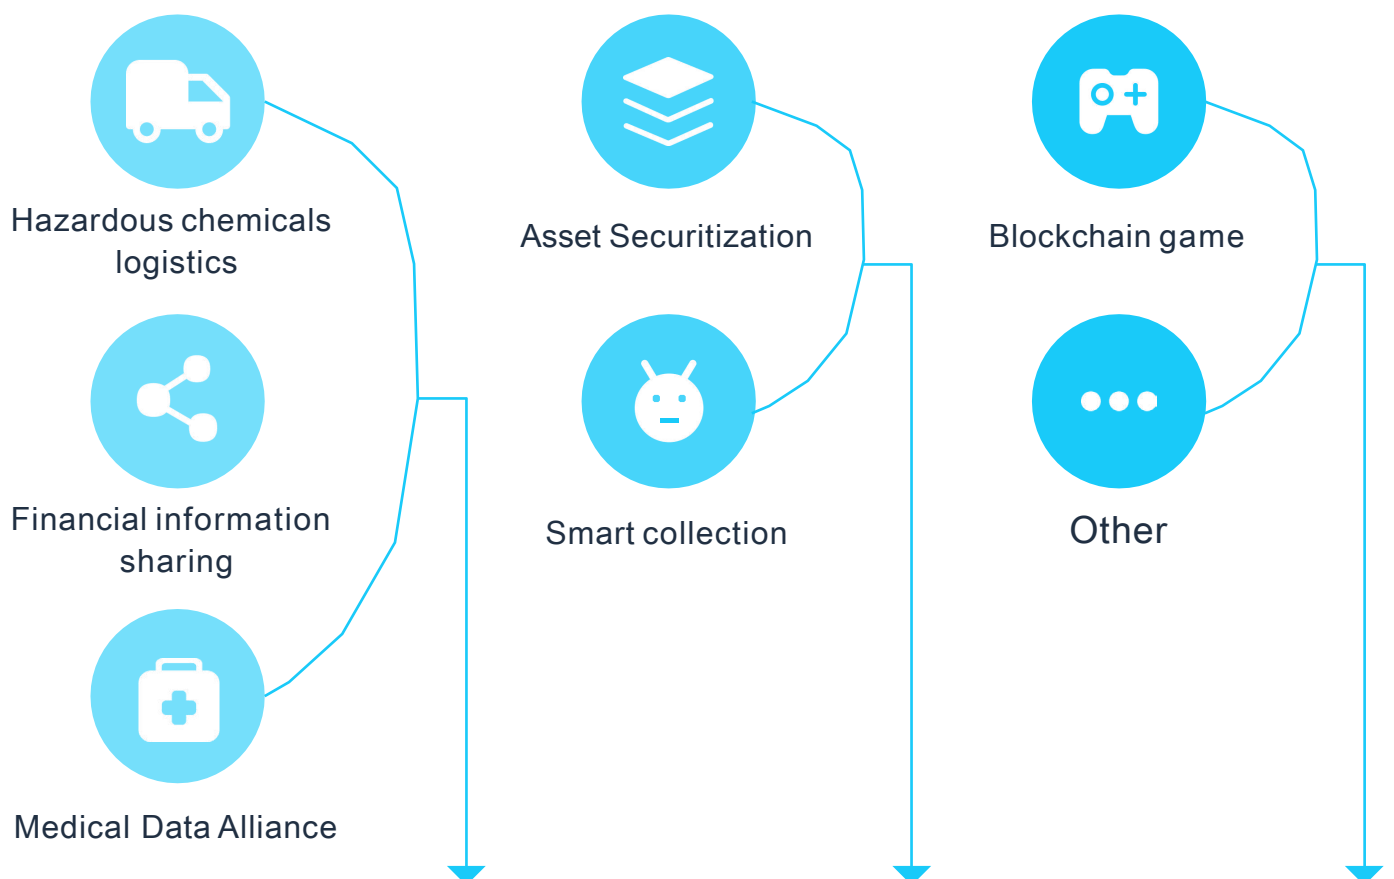 Hazardous chemicals
logistics
Financial information
sharing
Medical Data Alliance
Asset Securitization
Smart collection
Blockchain game
Other